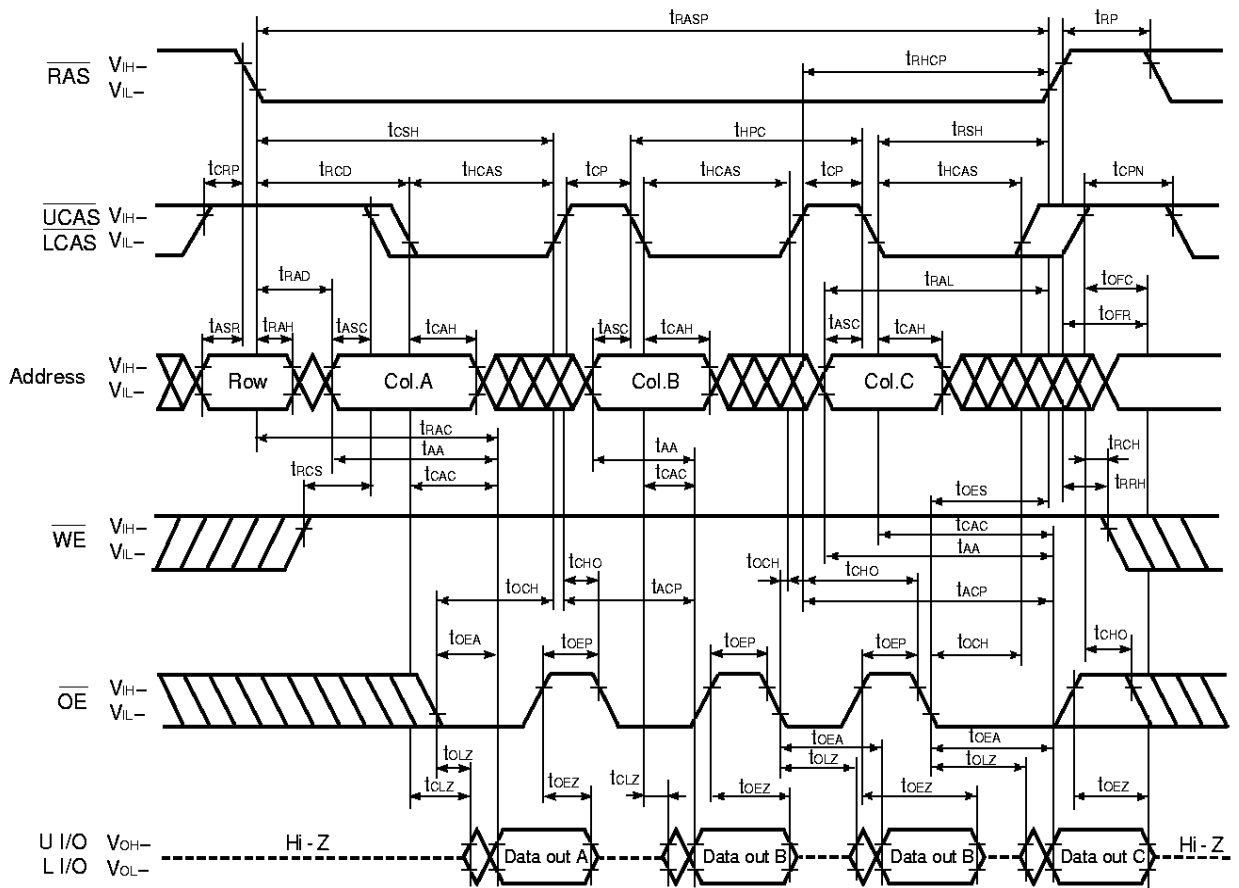 tRASP tRP
RAS VIH– VIL–
tRHCP
tCSH tHPC tRSH
tCRP tRCD tHCAS tCP tHCAS tCP tHCAS tCPN
UCAS LCAS VIH– VIL–
tRAD tRAL tOFC
tOFR
tASR tRAH tASC tCAH tASC tCAH tASC tCAH
Address VIH– VIL– Row Col.A Col.B Col.C
tRAC
tAA tAA tRCH
tRCS tCAC tCAC tRRH
tOES
WE VIH– VIL–
tCAC
tAA
tCHO tOCH tCHO
tOCH tACP tACP
tOEA tOEP tOEP tOEP tOCH tCHO
OE VIH– VIL–
tOEA tOEA
tOLZ tOLZ tOLZ
tCLZ tOEZ tCLZ tOEZ tOEZ tOEZ
U I/O L I/O VOH– VOL– Hi - Z Data out A Data out B Data out B Data out C Hi - Z